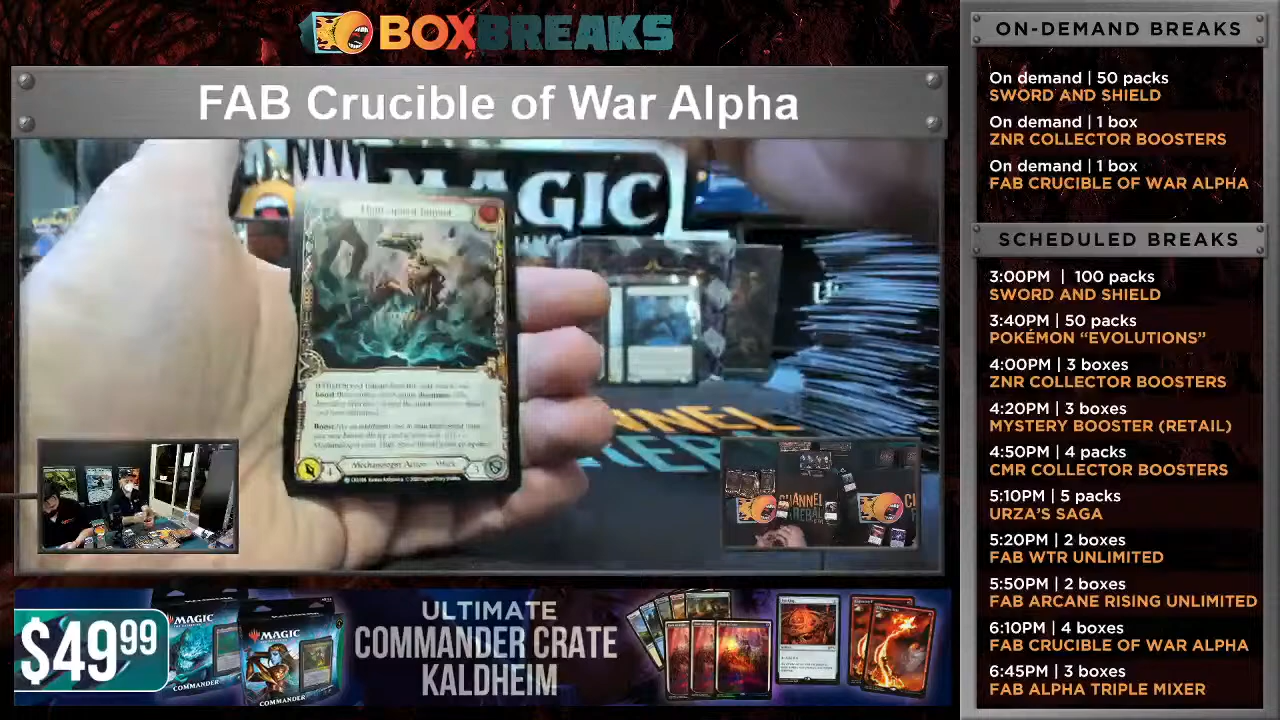 BOXBREAKS
FAB Crucible of War Alpha
MAGIC
$49.99
MAGIC
COMMANDER
MAGIC
COMMANDER
ULTIMATE
COMMANDER CRATE
KALDHEIM
ON-DEMAND BREAKS
On demand | 50 packs
SWORD AND SHIELD
On demand | 1 box
ZNR COLLECTOR BOOSTERS
On demand | 1 box
FAB CRUCIBLE OF WAR ALPHA
SCHEDULED BREAKS
3:00PM | 100 packs
SWORD AND SHIELD
3:40PM | 50 packs
POKÉMON “EVOLUTIONS”
4:00PM | 3 boxes
ZNR COLLECTOR BOOSTERS
4:20PM | 3 boxes
MYSTERY BOOSTER (RETAIL)
4:50PM | 4 packs
CMR COLLECTOR BOOSTERS
5:10PM | 5 packs
URZA'S SAGA
5:20PM | 2 boxes
FAB WTR UNLIMITED
5:50PM | 2 boxes
FAB ARCANE RISING UNLIMITED
6:10PM | 4 boxes
FAB CRUCIBLE OF WAR ALPHA
6:45PM | 3 boxes
FAB ALPHA TRIPLE MIXER